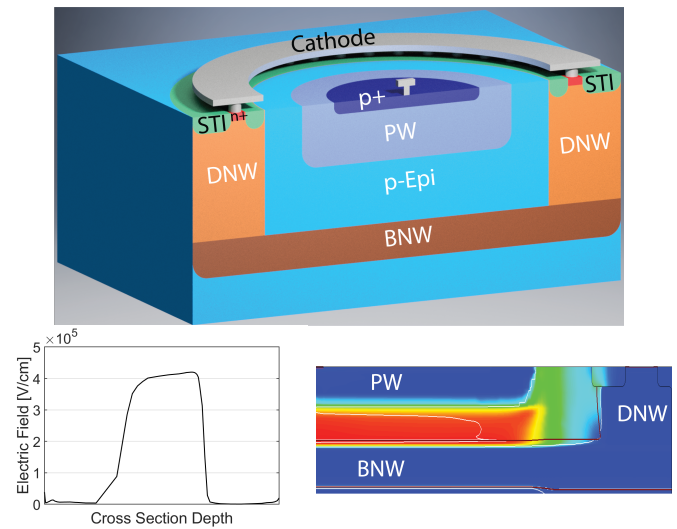 Cathode
p+
STI n+
STI
PW
DNW
DNW
p-Epi
BNW
×10⁵
5
4
3
2
1
0
Electric Field [V/cm]
Cross Section Depth
PW
DNW
BNW